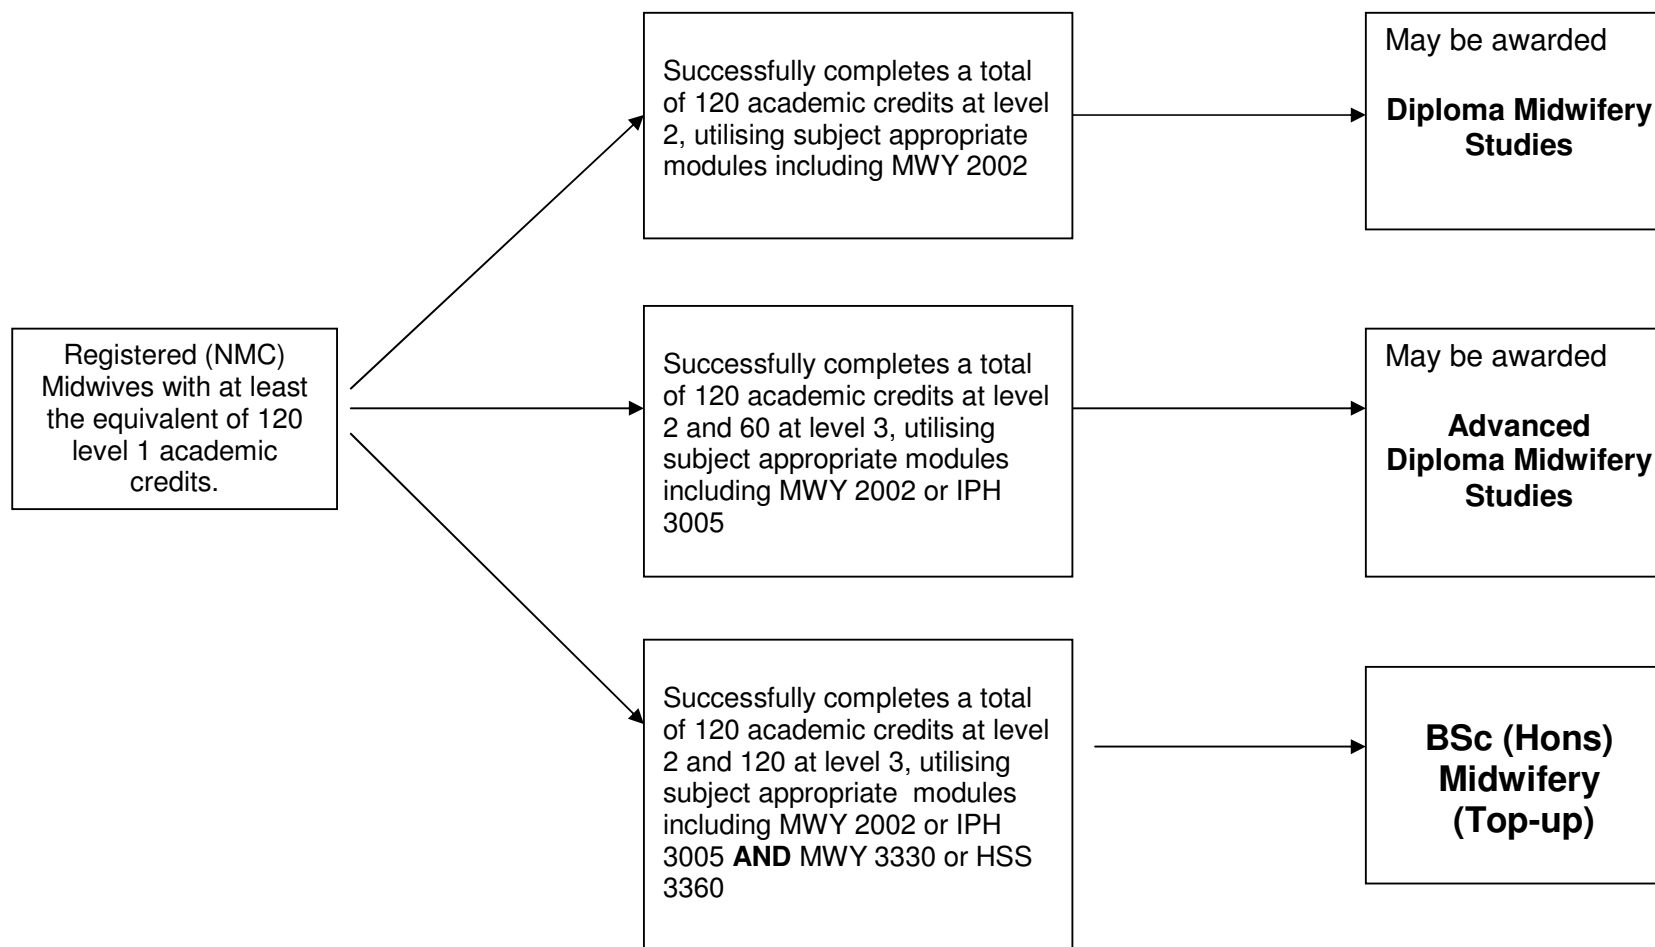 Registered (NMC)
Midwives with at least
the equivalent of 120
level 1 academic
credits.
Successfully completes a total
of 120 academic credits at level
2, utilising subject appropriate
modules including MWY 2002
May be awarded
Diploma Midwifery
Studies
Successfully completes a total
of 120 academic credits at level
2 and 60 at level 3, utilising
subject appropriate modules
including MWY 2002 or IPH
3005
May be awarded
Advanced
Diploma Midwifery
Studies
Successfully completes a total
of 120 academic credits at level
2 and 120 at level 3, utilising
subject appropriate modules
including MWY 2002 or IPH
3005 AND MWY 3330 or HSS
3360
BSc (Hons)
Midwifery
(Top-up)